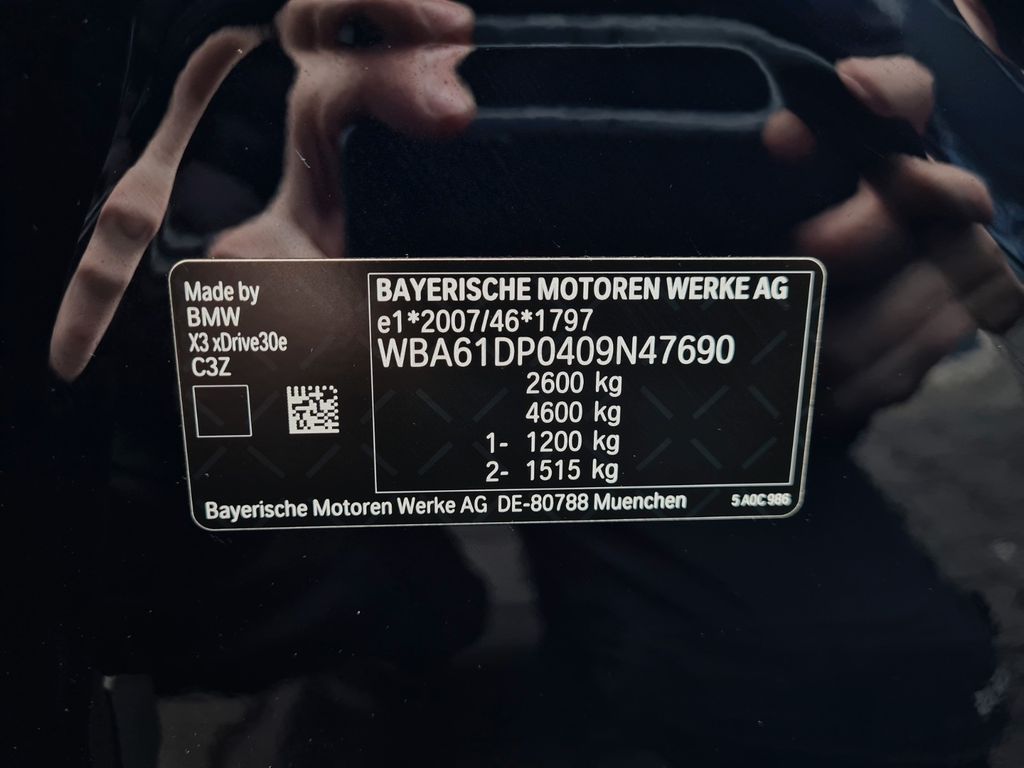 Made by
BMW
X3 xDrive30e
C3Z
BAYERISCHE MOTOREN WERKE AG
e1*2007/46*1797
WBA61DP0409N47690
2600 kg
4600 kg
1- 1200 kg
2- 1515 kg
Bayerische Motoren Werke AG DE-80788 Muenchen
5A0C986